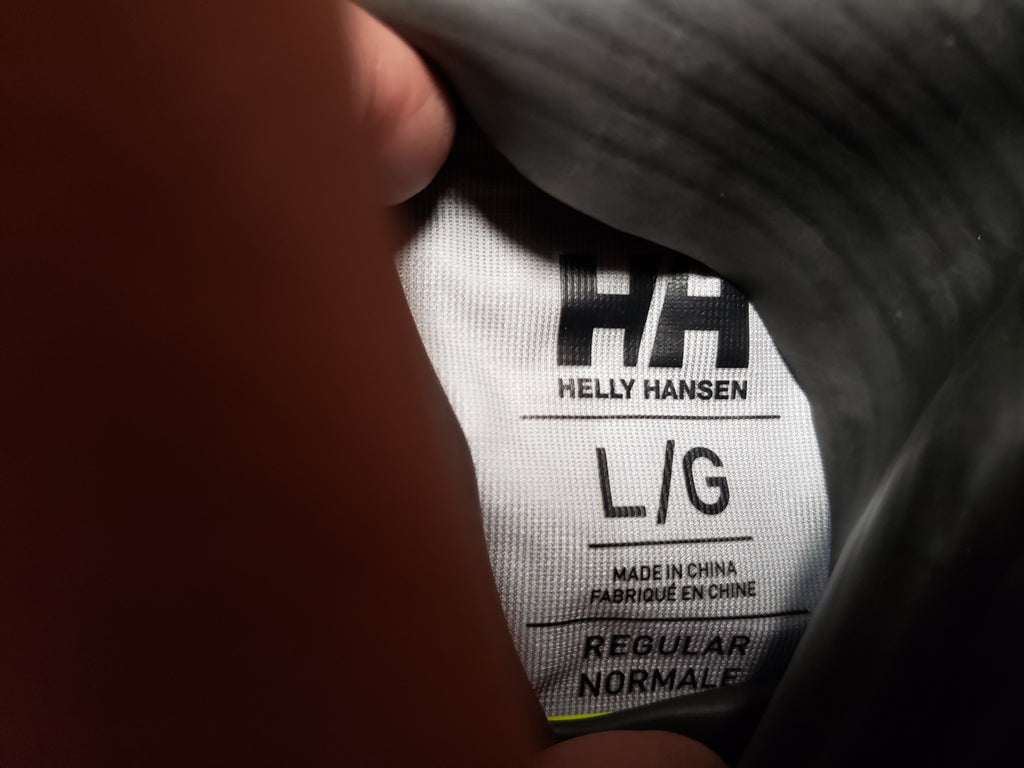 HH
HELLY HANSEN
L/G
MADE IN CHINA
FABRIQUÉ EN CHINE
REGULAR
NORMALE